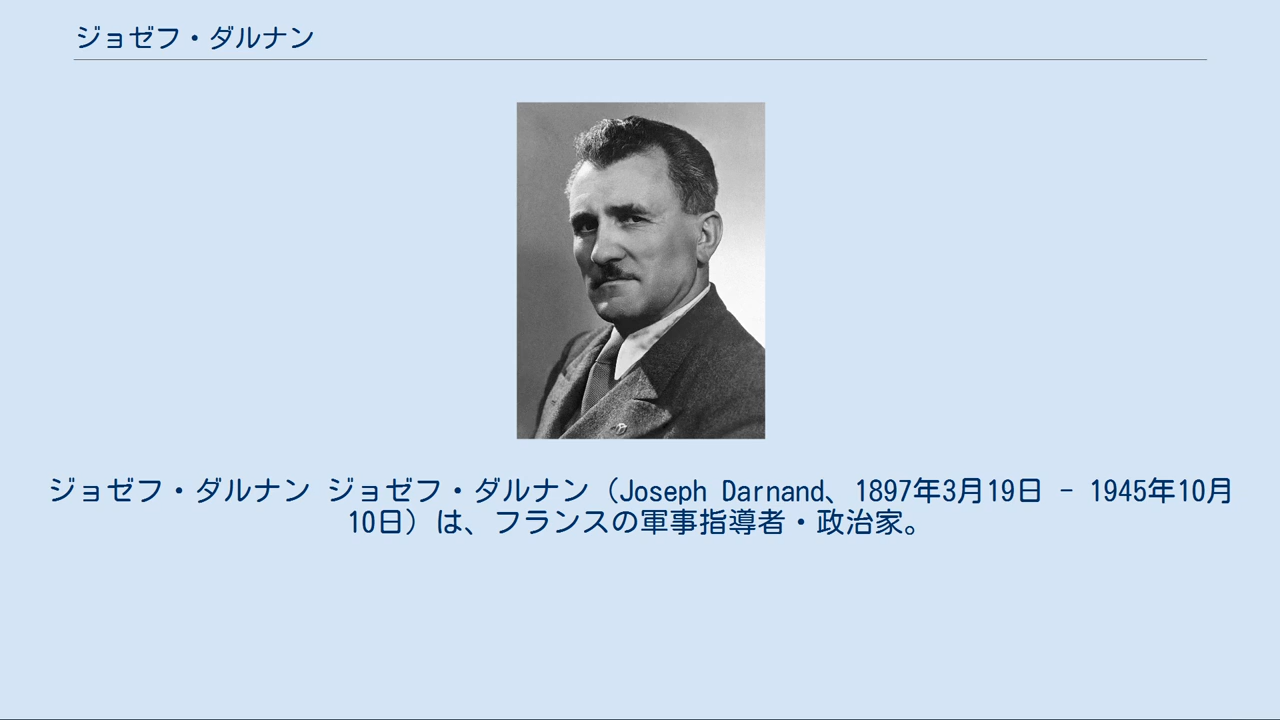 ジョゼフ・ダルナン
ジョゼフ・ダルナン ジョゼフ・ダルナン（Joseph Darnand、1897年3月19日 - 1945年10月
10日）は、フランスの軍事指導者・政治家。